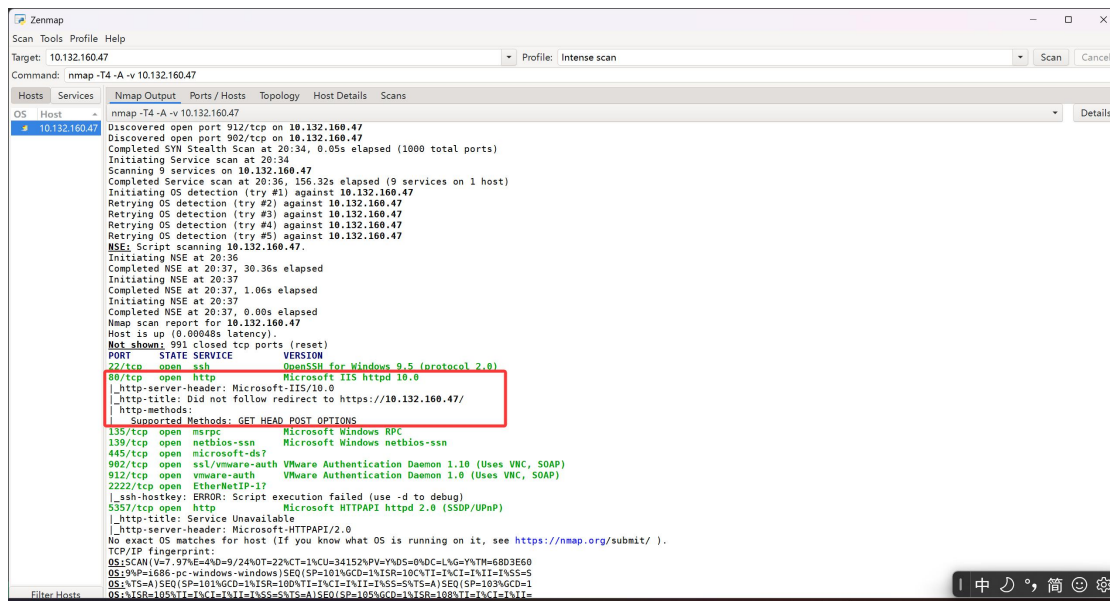 Zenmap
Scan Tools Profile Help
Target: 10.132.160.47 Profile: Intense scan Scan Cancel
Command: nmap -T4 -A -v 10.132.160.47
Hosts Services Nmap Output Ports / Hosts Topology Host Details Scans
OS Host nmap -T4 -A -v 10.132.160.47 Details
10.132.160.47
Discovered open port 912/tcp on 10.132.160.47
Discovered open port 902/tcp on 10.132.160.47
Completed SYN Stealth Scan at 20:34, 0.05s elapsed (1000 total ports)
Initiating Service scan at 20:34
Scanning 9 services on 10.132.160.47
Completed Service scan at 20:36, 156.32s elapsed (9 services on 1 host)
Initiating OS detection (try #1) against 10.132.160.47
Retrying OS detection (try #2) against 10.132.160.47
Retrying OS detection (try #3) against 10.132.160.47
Retrying OS detection (try #4) against 10.132.160.47
Retrying OS detection (try #5) against 10.132.160.47
NSE: Script scanning 10.132.160.47.
Initiating NSE at 20:36
Completed NSE at 20:37, 30.36s elapsed
Initiating NSE at 20:37
Completed NSE at 20:37, 1.06s elapsed
Initiating NSE at 20:37
Completed NSE at 20:37, 0.00s elapsed
Nmap scan report for 10.132.160.47
Host is up (0.00048s latency).
Not shown: 991 closed tcp ports (reset)
PORT STATE SERVICE VERSION
22/tcp open ssh OpenSSH for_Windows_9.5 (protocol 2.0)
80/tcp open http Microsoft IIS httpd 10.0
|_http-server-header: Microsoft-IIS/10.0
|_http-title: Did not follow redirect to https://10.132.160.47/
| http-methods:
|_ Supported Methods: GET HEAD POST OPTIONS
135/tcp open msrpc Microsoft Windows RPC
139/tcp open netbios-ssn Microsoft Windows netbios-ssn
445/tcp open microsoft-ds?
902/tcp open ssl/vmware-auth VMware Authentication Daemon 1.10 (Uses VNC, SOAP)
912/tcp open vmware-auth VMware Authentication Daemon 1.0 (Uses VNC, SOAP)
2222/tcp open EtherNetIP-1?
|_ssh-hostkey: ERROR: Script execution failed (use -d to debug)
5357/tcp open http Microsoft HTTPAPI httpd 2.0 (SSDP/UPnP)
|_http-title: Service Unavailable
|_http-server-header: Microsoft-HTTPAPI/2.0
No exact OS matches for host (If you know what OS is running on it, see https://nmap.org/submit/ ).
TCP/IP fingerprint:
OS:SCAN(V=7.97%E=4%D=9/24%OT=22%CT=1%CU=34152%PV=Y%DS=0%DC=L%G=Y%TM=68D3E60
OS:9%P=i686-pc-windows-windows)SEQ(SP=101%GCD=1%ISR=10C%TI=I%CI=I%II=I%SS=S
OS:%TS=A)SEQ(SP=101%GCD=1%ISR=10D%TI=I%CI=I%II=I%SS=S%TS=A)SEQ(SP=103%GCD=1
OS:%ISR=105%TI=I%CI=I%II=I%SS=S%TS=A)SEQ(SP=105%GCD=1%ISR=108%TI=I%CI=I%II=
Filter Hosts
中 简